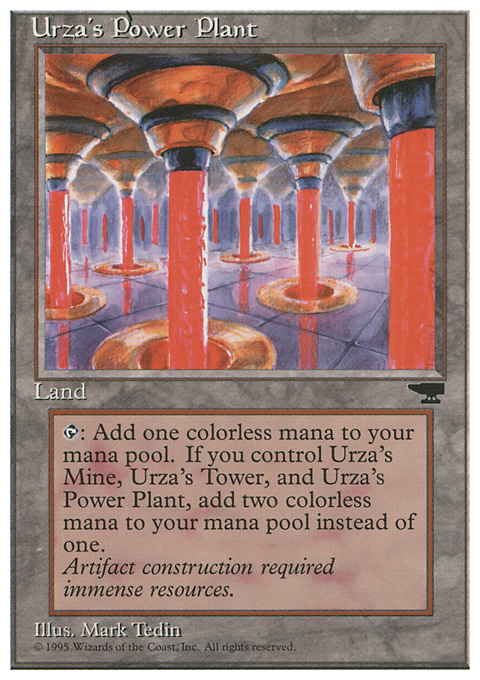 Urza's Power Plant
Land
: Add one colorless mana to your
mana pool. If you control Urza's
Mine, Urza's Tower, and Urza's
Power Plant, add two colorless
mana to your mana pool instead of
one.
Artifact construction required
immense resources.
Illus. Mark Tedin
© 1995 Wizards of the Coast, Inc. All rights reserved.